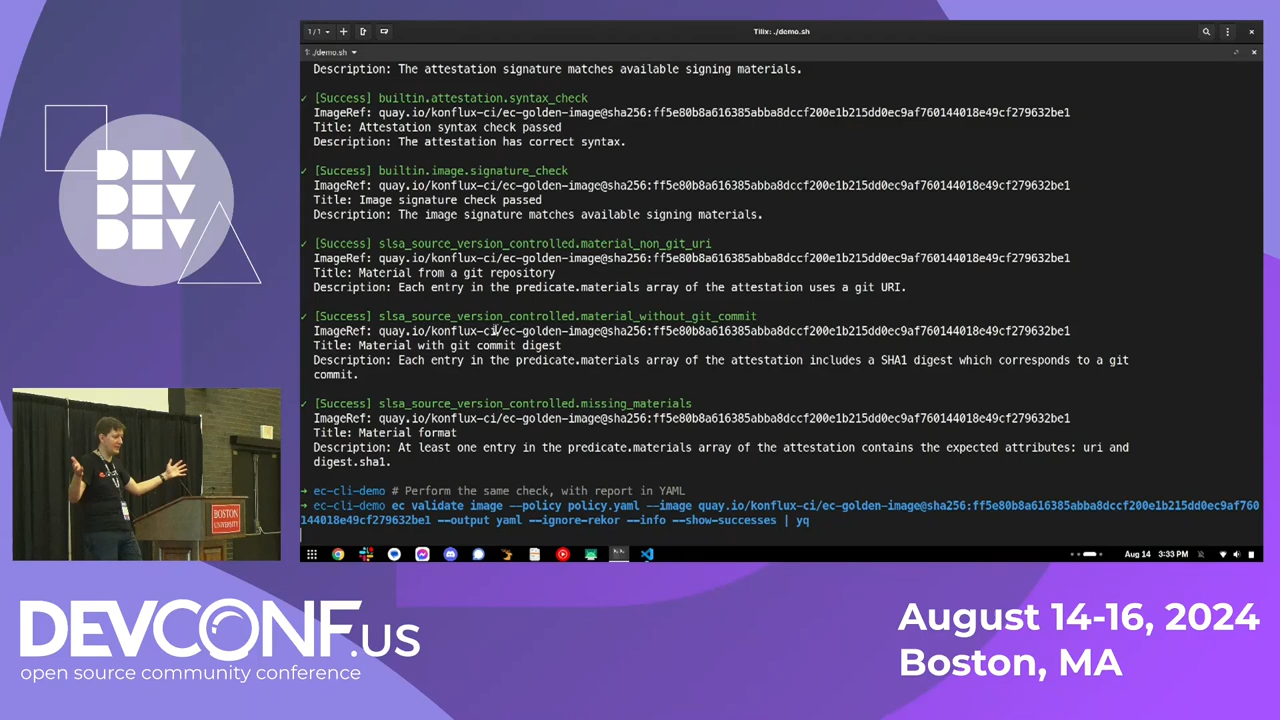 1/1
Tilix: ./demo.sh
1: ./demo.sh
Description: The attestation signature matches available signing materials.
✓ [Success] builtin.attestation.syntax_check
ImageRef: quay.io/konflux-ci/ec-golden-image@sha256:ff5e80b8a616385abba8dccf200e1b215dd0ec9af760144018e9cf279632be1
Title: Attestation syntax check passed
Description: The attestation has correct syntax.
✓ [Success] builtin.image.signature_check
ImageRef: quay.io/konflux-ci/ec-golden-image@sha256:ff5e80b8a616385abba8dccf200e1b215dd0ec9af760144018e9cf279632be1
Title: Image signature check passed
Description: The image signature matches available signing materials.
✓ [Success] slsa_source_version_controlled.material_non_git_uri
ImageRef: quay.io/konflux-ci/ec-golden-image@sha256:ff5e80b8a616385abba8dccf200e1b215dd0ec9af760144018e9cf279632be1
Title: Material from a git repository
Description: Each entry in the predicate.materials array of the attestation uses a git URI.
✓ [Success] slsa_source_version_controlled.material_without_git_commit
ImageRef: quay.io/konflux-ci/ec-golden-image@sha256:ff5e80b8a616385abba8dccf200e1b215dd0ec9af760144018e9cf279632be1
Title: Material with git commit digest
Description: Each entry in the predicate.materials array of the attestation includes a SHA1 digest which corresponds to a git
commit.
✓ [Success] slsa_source_version_controlled.missing_materials
ImageRef: quay.io/konflux-ci/ec-golden-image@sha256:ff5e80b8a616385abba8dccf200e1b215dd0ec9af760144018e9cf279632be1
Title: Material format
Description: At least one entry in the predicate.materials array of the attestation contains the expected attributes: uri and
digest.sha1.
➜ ec-cli-demo # Perform the same check, with report in YAML
➜ ec-cli-demo ec validate image --policy policy.yaml --image quay.io/konflux-ci/ec-golden-image@sha256:ff5e80b8a616385abba8dccf200e1b215dd0ec9af760
144018e9cf279632be1 --output yaml --ignore-rekor --info --show-successes | yq
Aug 14 3:33 PM
DEV
DEV
DEV
BOSTON
UNIVERSITY
DEVCONF.us
open source community conference
August 14-16, 2024
Boston, MA